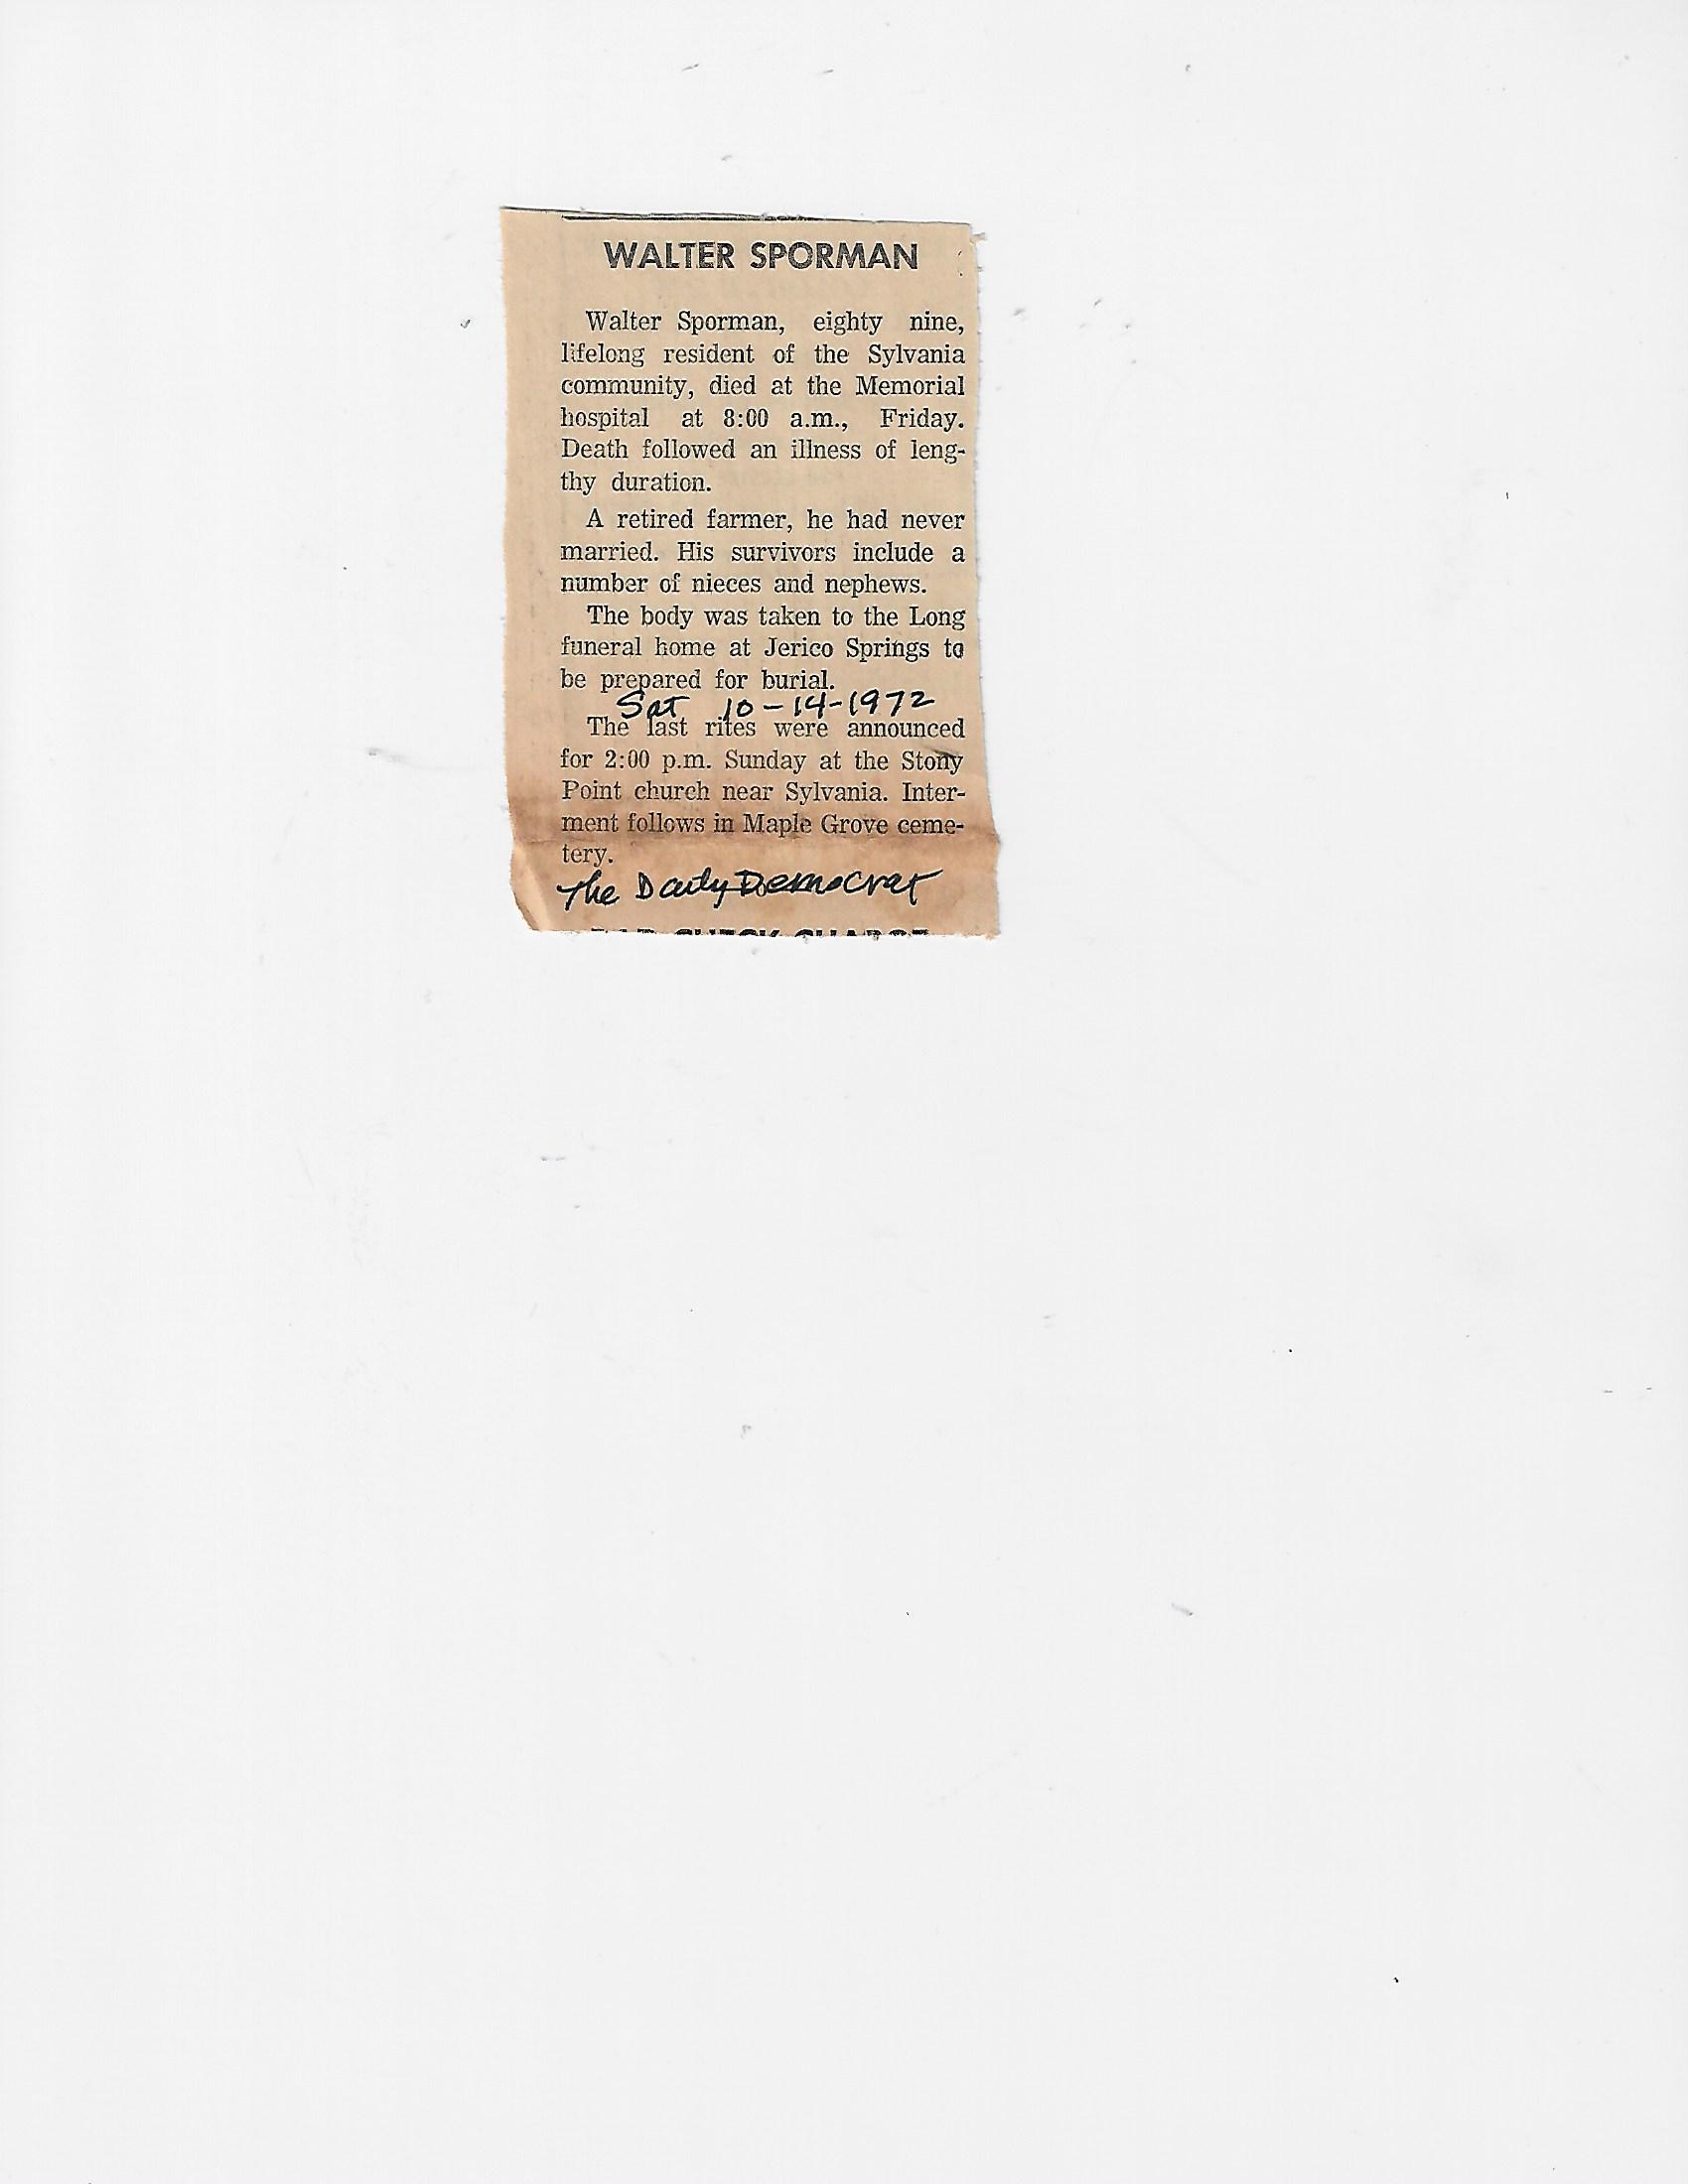 WALTER SPORMAN
Walter Sporman, eighty nine,
lifelong resident of the Sylvania
community, died at the Memorial
hospital at 8:00 a.m., Friday.
Death followed an illness of leng-
thy duration.
A retired farmer, he had never
married. His survivors include a
number of nieces and nephews.
The body was taken to the Long
funeral home at Jerico Springs to
be prepared for burial.
Sat 10-14-1972
The last rites were announced
for 2:00 p.m. Sunday at the Stony
Point church near Sylvania. Inter-
ment follows in Maple Grove ceme-
tery.
The Daily Democrat
CHECK CHARGE